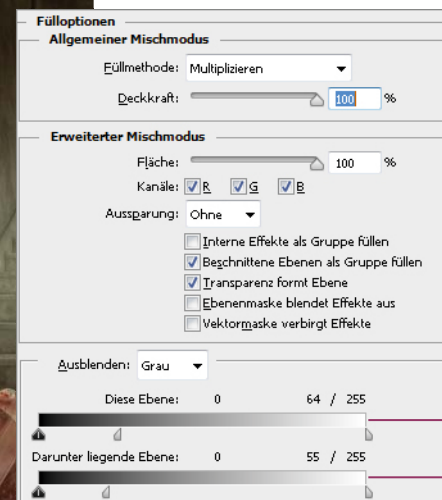 Fülloptionen
Allgemeiner Mischmodus
Füllmethode: Multiplizieren
Deckkraft: 100 %
Erweiterter Mischmodus
Fläche: 100 %
Kanäle: R G B
Aussparung: Ohne
Interne Effekte als Gruppe füllen
Beschnittene Ebenen als Gruppe füllen
Transparenz formt Ebene
Ebenenmaske blendet Effekte aus
Vektormaske verbirgt Effekte
Ausblenden: Grau
Diese Ebene: 0 64 / 255
Darunter liegende Ebene: 0 55 / 255